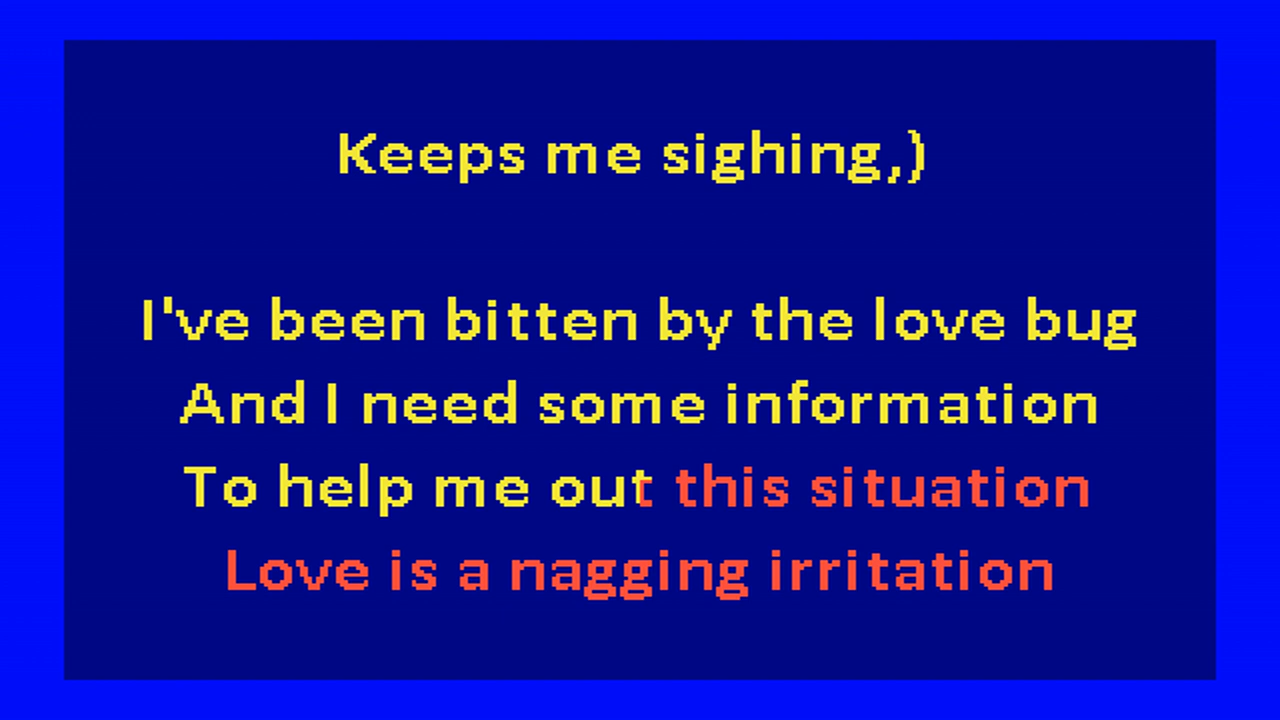 Keeps me sighing,)
I've been bitten by the love bug
And I need some information
To help me out this situation
Love is a nagging irritation